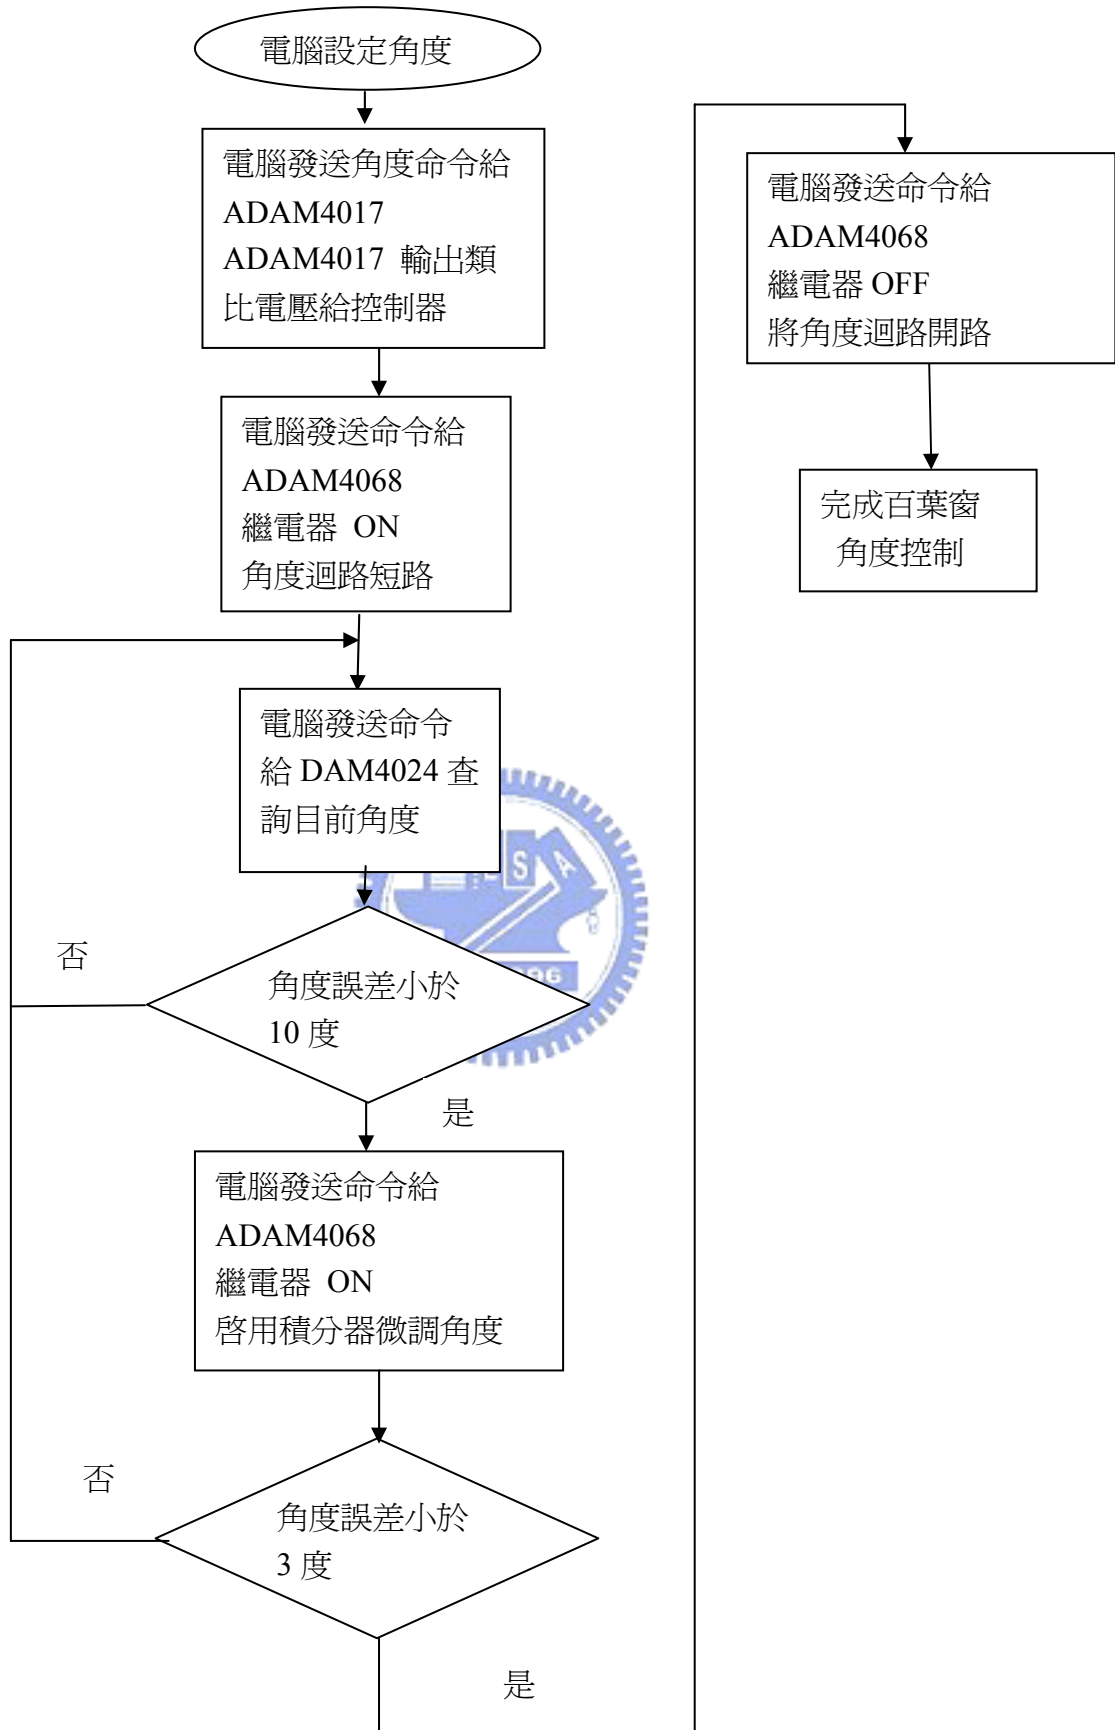 電腦設定角度
電腦發送角度命令給
ADAM4017
ADAM4017 輸出類
比電壓給控制器
電腦發送命令給
ADAM4068
繼電器 ON
角度迴路短路
電腦發送命令
給 DAM4024 查
詢目前角度
S A
96
角度誤差小於
10 度
否
是
電腦發送命令給
ADAM4068
繼電器 ON
啓用積分器微調角度
角度誤差小於
3 度
否
是
電腦發送命令給
ADAM4068
繼電器 OFF
將角度迴路開路
完成百葉窗
角度控制